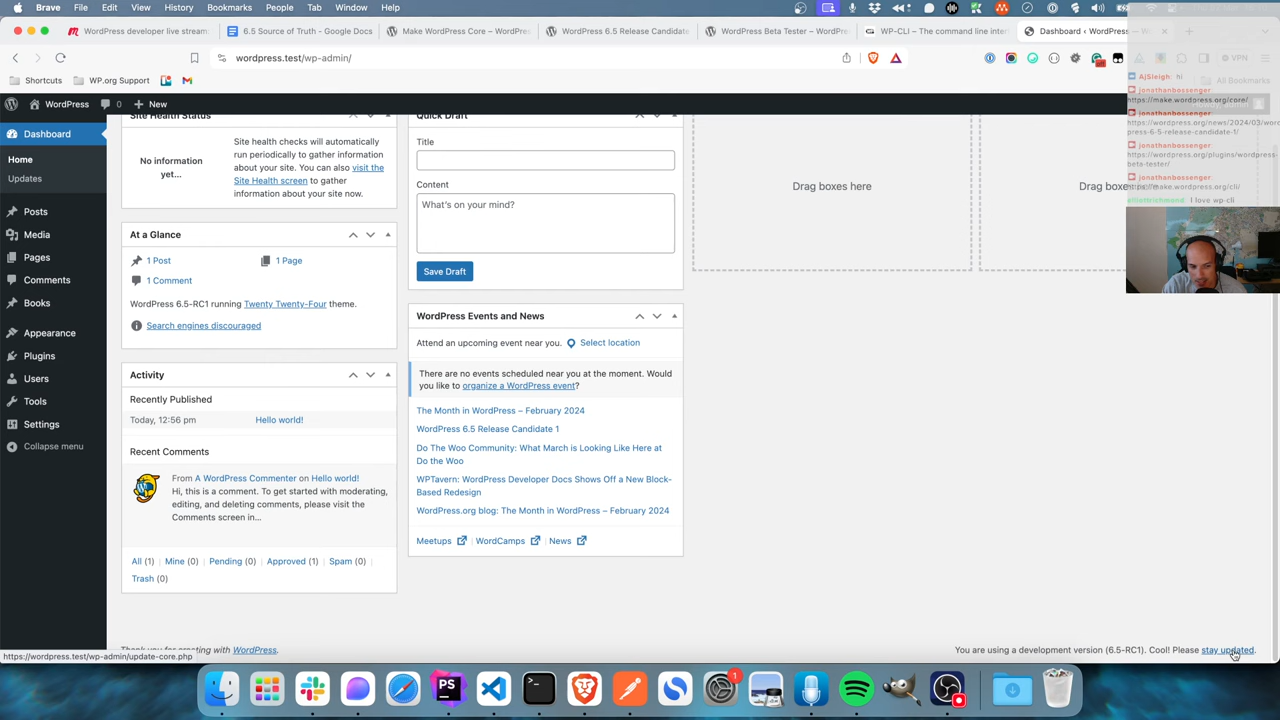 Brave File Edit View History Bookmarks People Tab Window Help
WordPress developer live stream
6.5 Source of Truth - Google Docs
Make WordPress Core – WordPre
WordPress 6.5 Release Candidate
WordPress Beta Tester – WordPre
WP-CLI – The command line inter
Dashboard ‹ WordPress — W
wordpress.test/wp-admin/
VPN
Shortcuts WP.org Support All Bookmarks
WordPress 0 New
AjSleigh: hi
jonathanbossenger:
https://make.wordpress.org/core/
jonathanbossenger:
https://wordpress.org/news/2024/03/word
press-6-5-release-candidate-1/
jonathanbossenger:
https://wordpress.org/plugins/wordpress-
beta-tester/
jonathanbossenger:
https://make.wordpress.org/cli/
I love wp-cli
Dashboard
Home
Updates
Posts
Media
Pages
Comments
Books
Appearance
Plugins
Users
Tools
Settings
Collapse menu
Site Health Status
No information
yet...
Site health checks will automatically
run periodically to gather information
about your site. You can also visit the
Site Health screen to gather
information about your site now.
At a Glance
1 Post 1 Page
1 Comment
WordPress 6.5-RC1 running Twenty Twenty-Four theme.
Search engines discouraged
Activity
Recently Published
Today, 12:56 pm Hello world!
Recent Comments
From A WordPress Commenter on Hello world!
Hi, this is a comment. To get started with moderating,
editing, and deleting comments, please visit the
Comments screen in…
All (1) Mine (0) Pending (0) Approved (1) Spam (0)
Trash (0)
Quick Draft
Title
Content
What's on your mind?
Save Draft
WordPress Events and News
Attend an upcoming event near you. Select location
There are no events scheduled near you at the moment. Would
you like to organize a WordPress event?
The Month in WordPress – February 2024
WordPress 6.5 Release Candidate 1
Do The Woo Community: What March is Looking Like Here at
Do the Woo
WPTavern: WordPress Developer Docs Shows Off a New Block-
Based Redesign
WordPress.org blog: The Month in WordPress – February 2024
Meetups WordCamps News
Drag boxes here
Drag boxes
Thank you for creating with WordPress.
https://wordpress.test/wp-admin/update-core.php
You are using a development version (6.5-RC1). Cool! Please stay updated.
PS
1